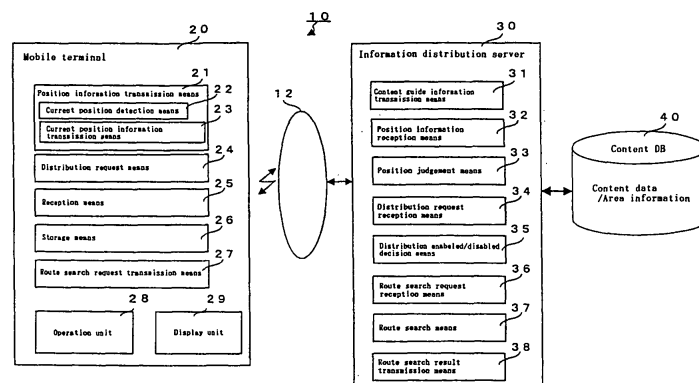 10
20
Mobile terminal
21
Position information transmission means
22
Current position detection means
23
Current position information
transmission means
24
Distribution request means
25
Reception means
26
Storage means
27
Route search request transmission means
28
Operation unit
29
Display unit
12
30
Information distribution server
31
Content guide information
transmission means
32
Position information
reception means
33
Position judgement means
34
Distribution request
reception means
35
Distribution enabeled/disabled
decision means
36
Route search request
reception means
37
Route search means
38
Route search result
transmission means
40
Content DB
Content data
/Area information